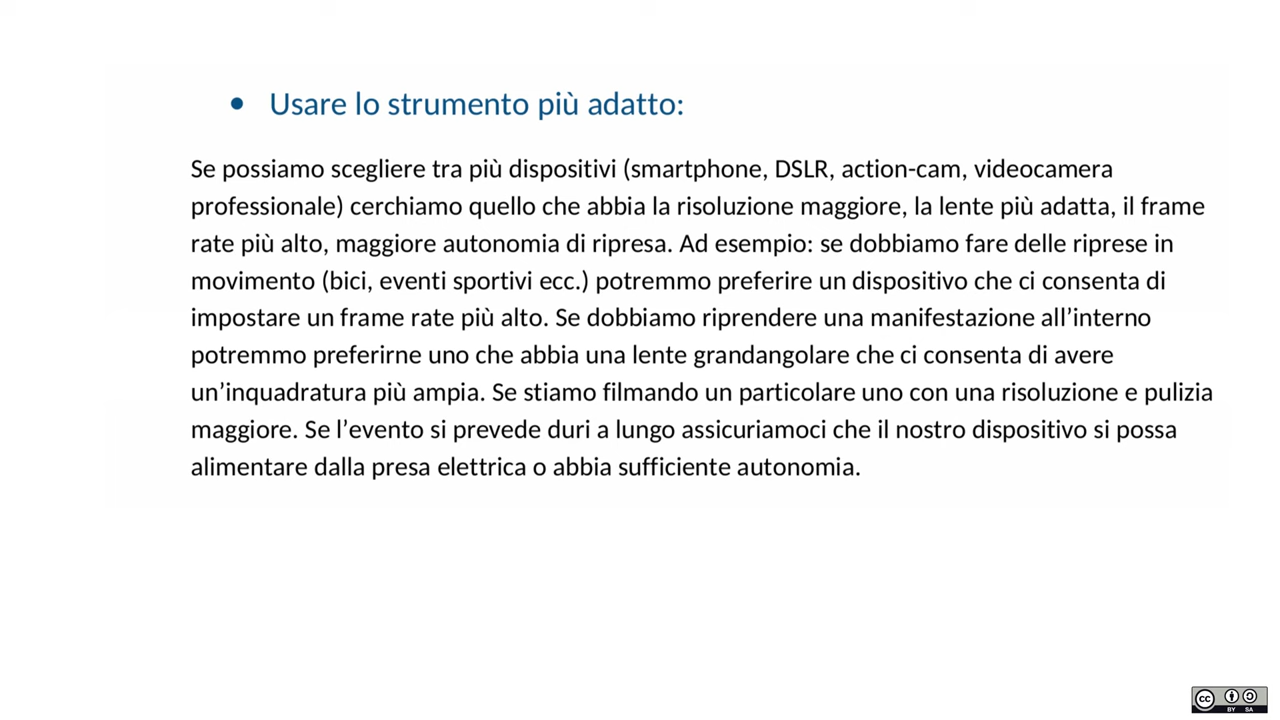 • Usare lo strumento più adatto:
Se possiamo scegliere tra più dispositivi (smartphone, DSLR, action-cam, videocamera
professionale) cerchiamo quello che abbia la risoluzione maggiore, la lente più adatta, il frame
rate più alto, maggiore autonomia di ripresa. Ad esempio: se dobbiamo fare delle riprese in
movimento (bici, eventi sportivi ecc.) potremmo preferire un dispositivo che ci consenta di
impostare un frame rate più alto. Se dobbiamo riprendere una manifestazione all’interno
potremmo preferirne uno che abbia una lente grandangolare che ci consenta di avere
un’inquadratura più ampia. Se stiamo filmando un particolare uno con una risoluzione e pulizia
maggiore. Se l’evento si prevede duri a lungo assicuriamoci che il nostro dispositivo si possa
alimentare dalla presa elettrica o abbia sufficiente autonomia.
cc BY SA